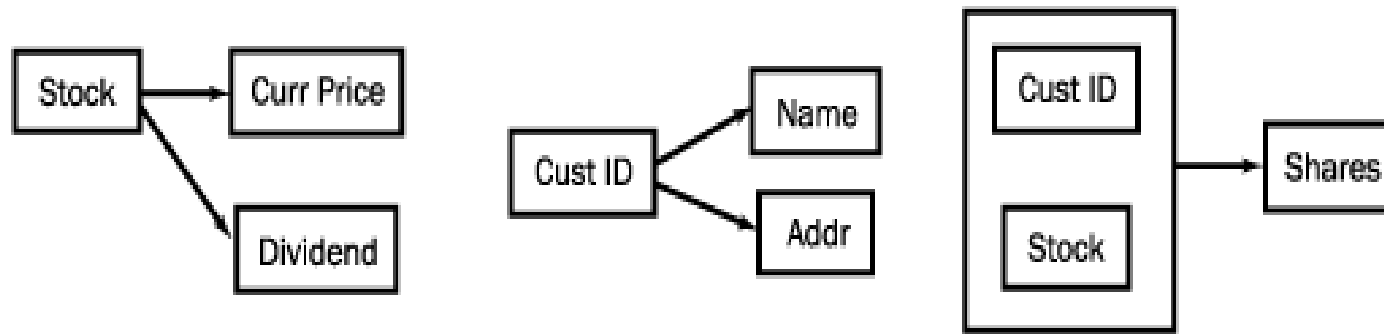 Stock
Curr Price
Dividend
Cust ID
Name
Addr
Cust ID
Stock
Shares